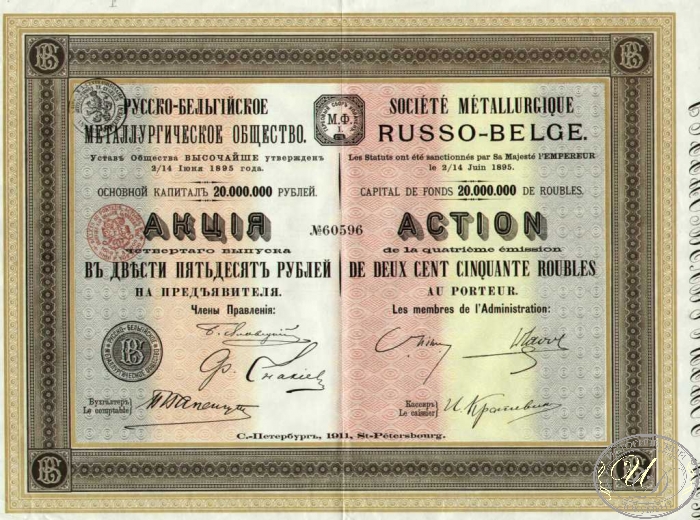 РУССКО-БЕЛЬГІЙСКОЕ
МЕТАЛЛУРГИЧЕСКОЕ ОБЩЕСТВО.
Уставъ Общества ВЫСОЧАЙШЕ утвержденъ
2/14 Іюня 1895 года.
ОСНОВНОЙ КАПИТАЛЪ 20.000.000 РУБЛЕЙ.
АКЦІЯ
четвертаго выпуска
ВЪ ДВѢСТИ ПЯТЬДЕСЯТЪ РУБЛЕЙ
НА ПРЕДЪЯВИТЕЛЯ.
Члены Правленія:
Бухгалтеръ
Le comptable
М.Ф.
I.
№60596
SOCIÉTÉ MÉTALLURGIQUE
RUSSO-BELGE.
Les Statuts ont été sanctionnés par Sa Majesté l'EMPEREUR
le 2/14 Juin 1895.
CAPITAL DE FONDS 20.000.000 DE ROUBLES.
ACTION
de la quatrième émission
DE DEUX CENT CINQUANTE ROUBLES
AU PORTEUR.
Les membres de l'Administration:
Кассиръ
Le caissier
С.-Петербургъ, 1911, St-Pétersbourg.